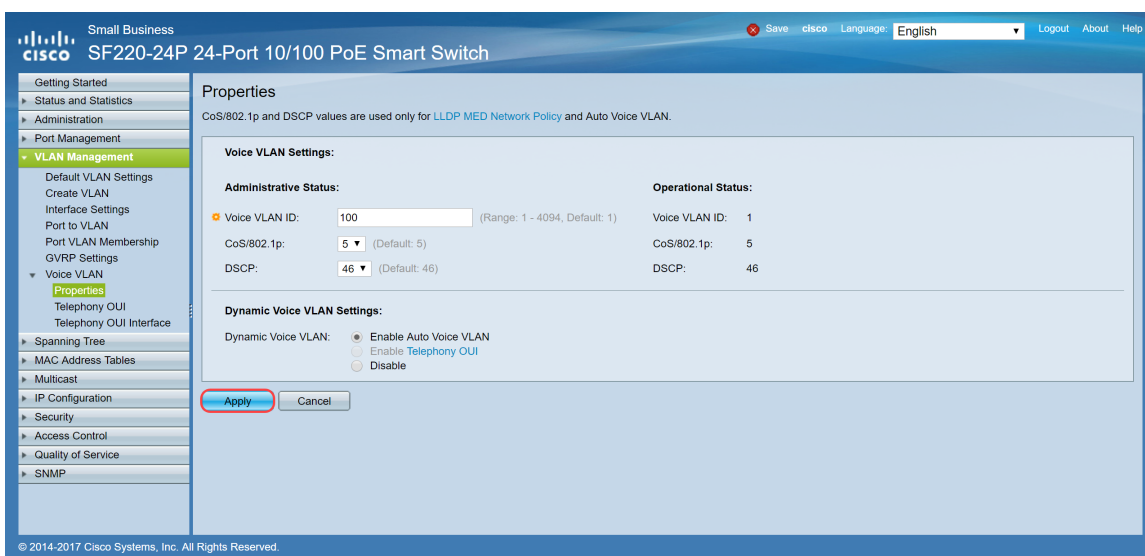 Small Business
CISCO SF220-24P 24-Port 10/100 PoE Smart Switch
Save cisco Language: English Logout About Help
Getting Started
Status and Statistics
Administration
Port Management
VLAN Management
Default VLAN Settings
Create VLAN
Interface Settings
Port to VLAN
Port VLAN Membership
GVRP Settings
Voice VLAN
Properties
Telephony OUI
Telephony OUI Interface
Spanning Tree
MAC Address Tables
Multicast
IP Configuration
Security
Access Control
Quality of Service
SNMP
Properties
CoS/802.1p and DSCP values are used only for LLDP MED Network Policy and Auto Voice VLAN.
Voice VLAN Settings:
Administrative Status: Operational Status:
Voice VLAN ID: 100 (Range: 1 - 4094, Default: 1) Voice VLAN ID: 1
CoS/802.1p: 5 (Default: 5) CoS/802.1p: 5
DSCP: 46 (Default: 46) DSCP: 46
Dynamic Voice VLAN Settings:
Dynamic Voice VLAN: Enable Auto Voice VLAN
Enable Telephony OUI
Disable
Apply Cancel
© 2014-2017 Cisco Systems, Inc. All Rights Reserved.